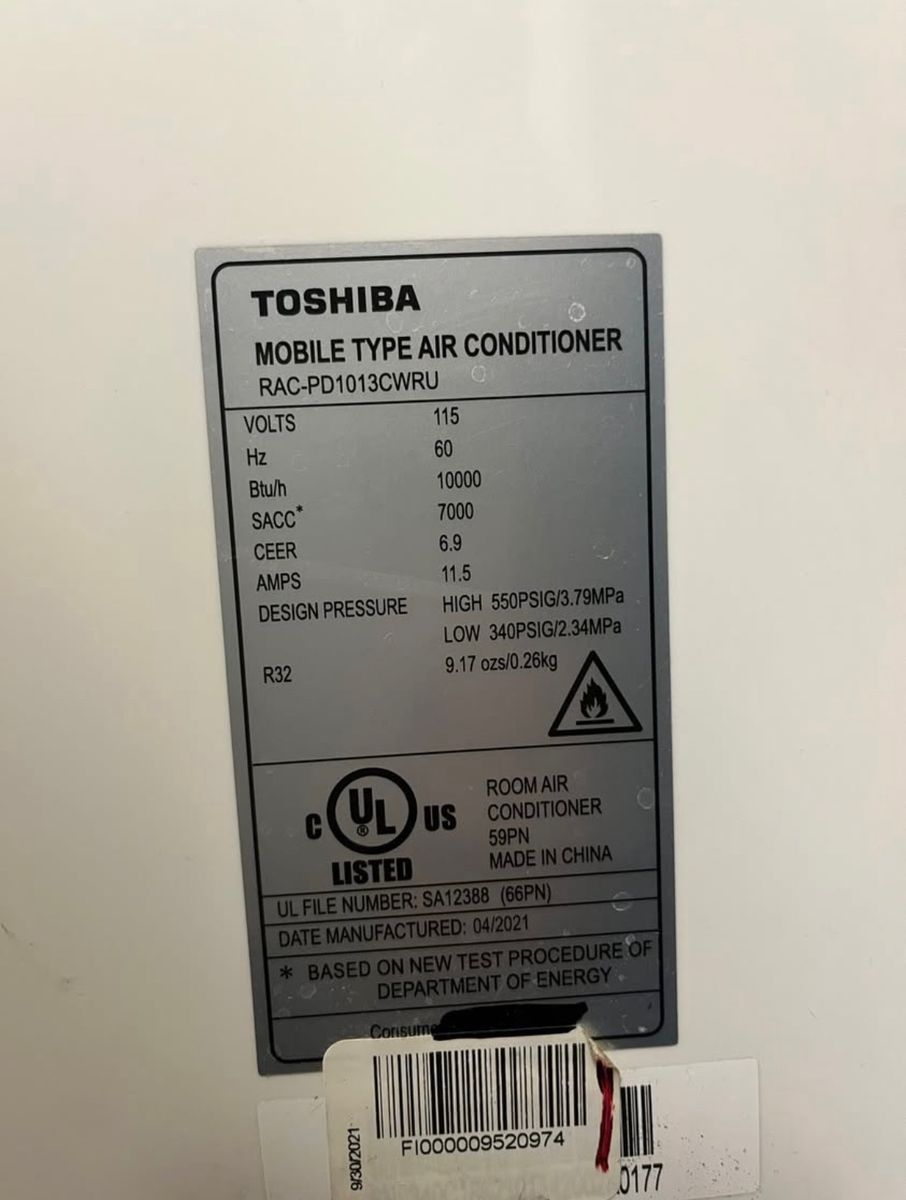 TOSHIBA
MOBILE TYPE AIR CONDITIONER
RAC-PD1013CWRU
VOLTS 115
Hz 60
Btu/h 10000
SACC* 7000
CEER 6.9
AMPS 11.5
DESIGN PRESSURE HIGH 550PSIG/3.79MPa
LOW 340PSIG/2.34MPa
R32 9.17 ozs/0.26kg
C UL ® US
LISTED
ROOM AIR
CONDITIONER
59PN
MADE IN CHINA
UL FILE NUMBER: SA12388 (66PN)
DATE MANUFACTURED: 04/2021
* BASED ON NEW TEST PROCEDURE OF
DEPARTMENT OF ENERGY
9/30/2021
FI000009520974
0177